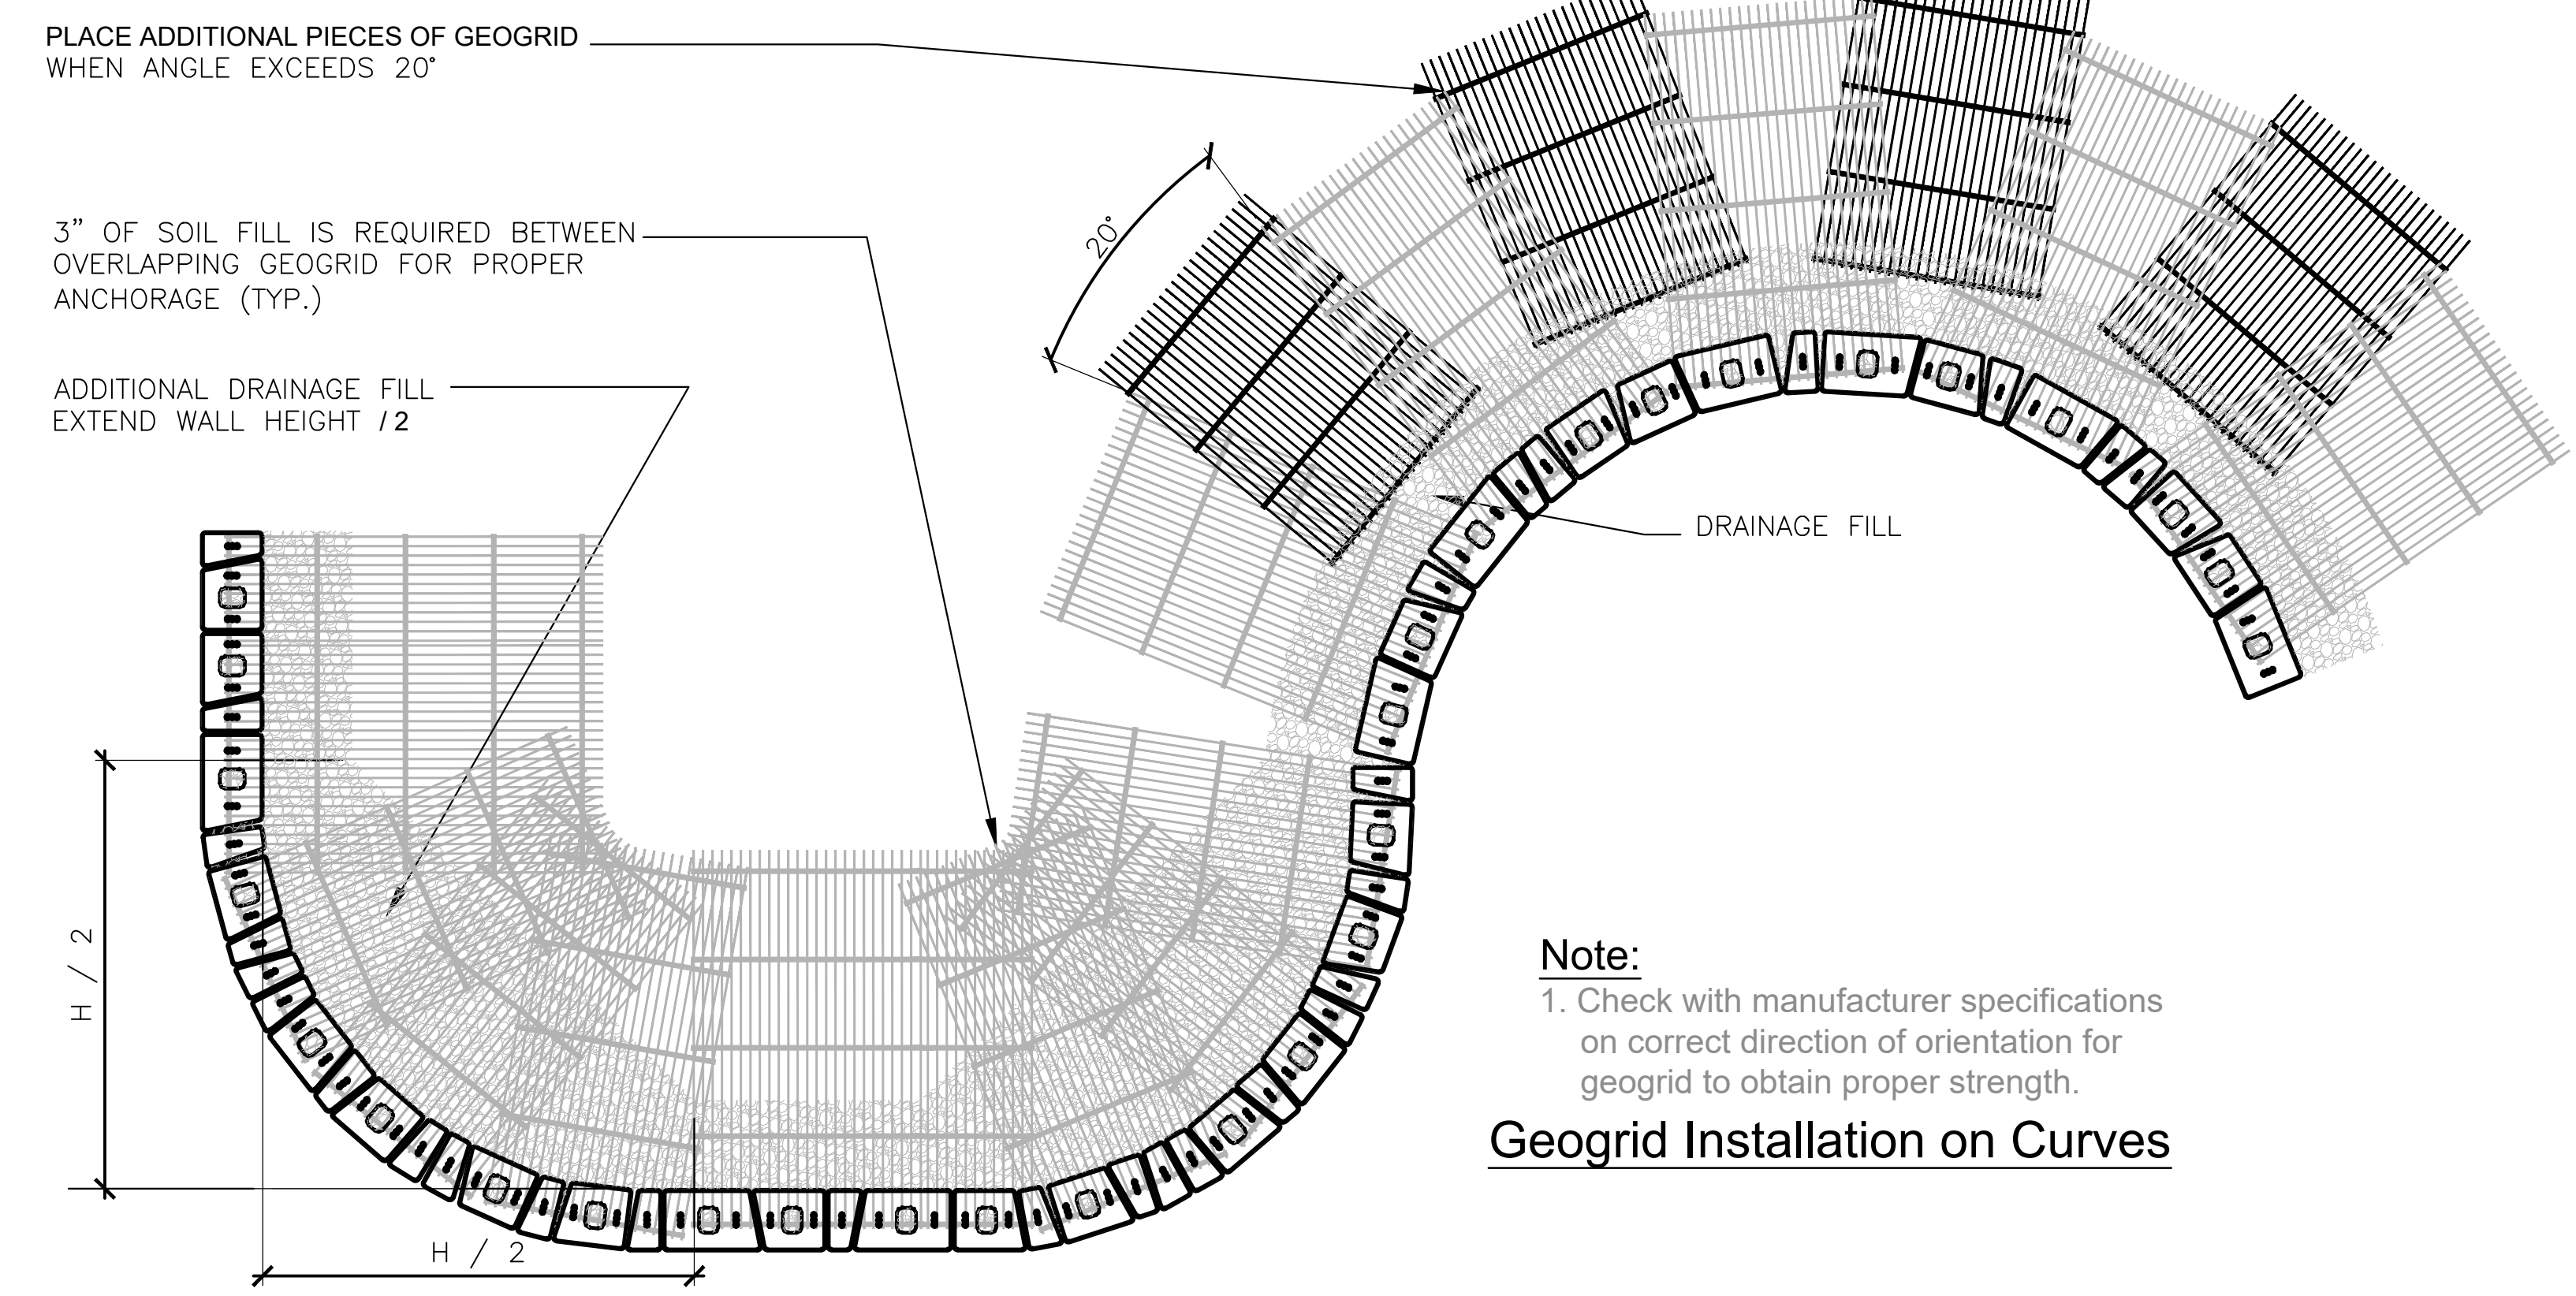 PLACE ADDITIONAL PIECES OF GEOGRID
WHEN ANGLE EXCEEDS 20°
3” OF SOIL FILL IS REQUIRED BETWEEN
OVERLAPPING GEOGRID FOR PROPER
ANCHORAGE (TYP.)
ADDITIONAL DRAINAGE FILL
EXTEND WALL HEIGHT /2
20°
DRAINAGE FILL
H / 2
H / 2
Note:
1. Check with manufacturer specifications
on correct direction of orientation for
geogrid to obtain proper strength.
Geogrid Installation on Curves